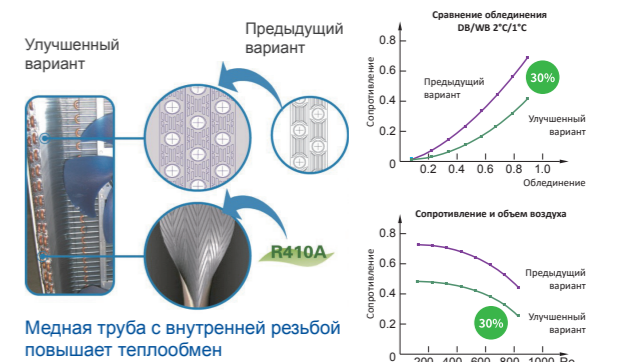 Улучшенный
вариант
Предыдущий
вариант
R410A
Медная труба с внутренней резьбой
повышает теплообмен
Сравнение облединения
DB/WB 2°C/1°C
Сопротивление
0.8
0.6
0.4
0.2
0
0.2 0.4 0.6 0.8 1.0
Предыдущий
вариант
30%
Улучшенный
вариант
Облединение
Сопротивление и объем воздуха
Сопротивление
0.8
0.6
0.4
0.2
0
200 400 600 800 1000 Re
Предыдущий
вариант
30%
Улучшенный
вариант